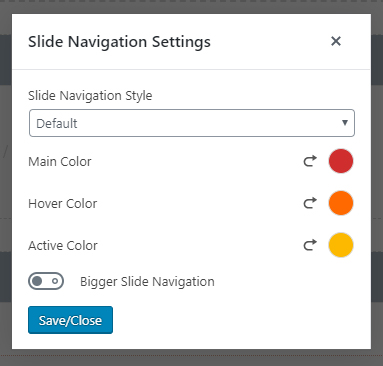 Slide Navigation Settings
Slide Navigation Style
Default
Main Color
Hover Color
Active Color
Bigger Slide Navigation
Save/Close